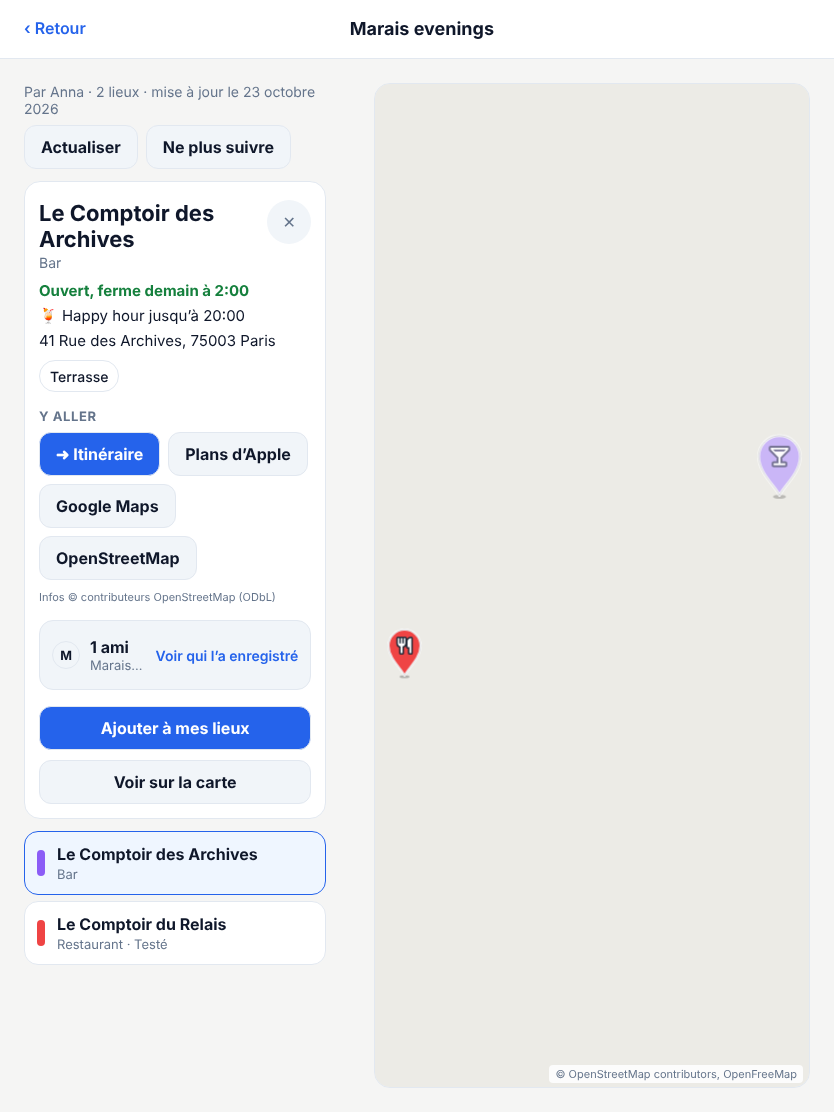 ‹ Retour
Marais evenings
Par Anna · 2 lieux · mise à jour le 23 octobre
2026
Actualiser
Ne plus suivre
Le Comptoir des
Archives
×
Bar
Ouvert, ferme demain à 2:00
🍹 Happy hour jusqu’à 20:00
41 Rue des Archives, 75003 Paris
Terrasse
Y ALLER
➜ Itinéraire
Plans d’Apple
Google Maps
OpenStreetMap
Infos © contributeurs OpenStreetMap (ODbL)
M
1 ami
Marais…
Voir qui l’a enregistré
Ajouter à mes lieux
Voir sur la carte
Le Comptoir des Archives
Bar
Le Comptoir du Relais
Restaurant · Testé
© OpenStreetMap contributors, OpenFreeMap